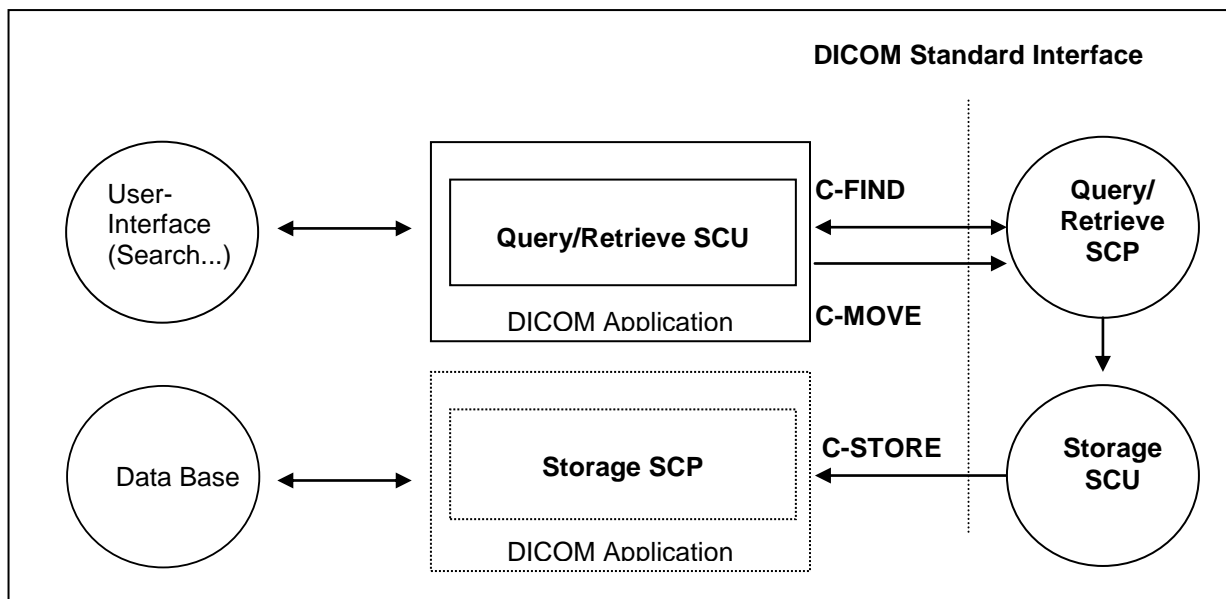 DICOM Standard Interface
User-
Interface
(Search...)
Query/Retrieve SCU
DICOM Application
C-FIND
C-MOVE
Query/
Retrieve
SCP
Data Base
Storage SCP
DICOM Application
C-STORE
Storage
SCU